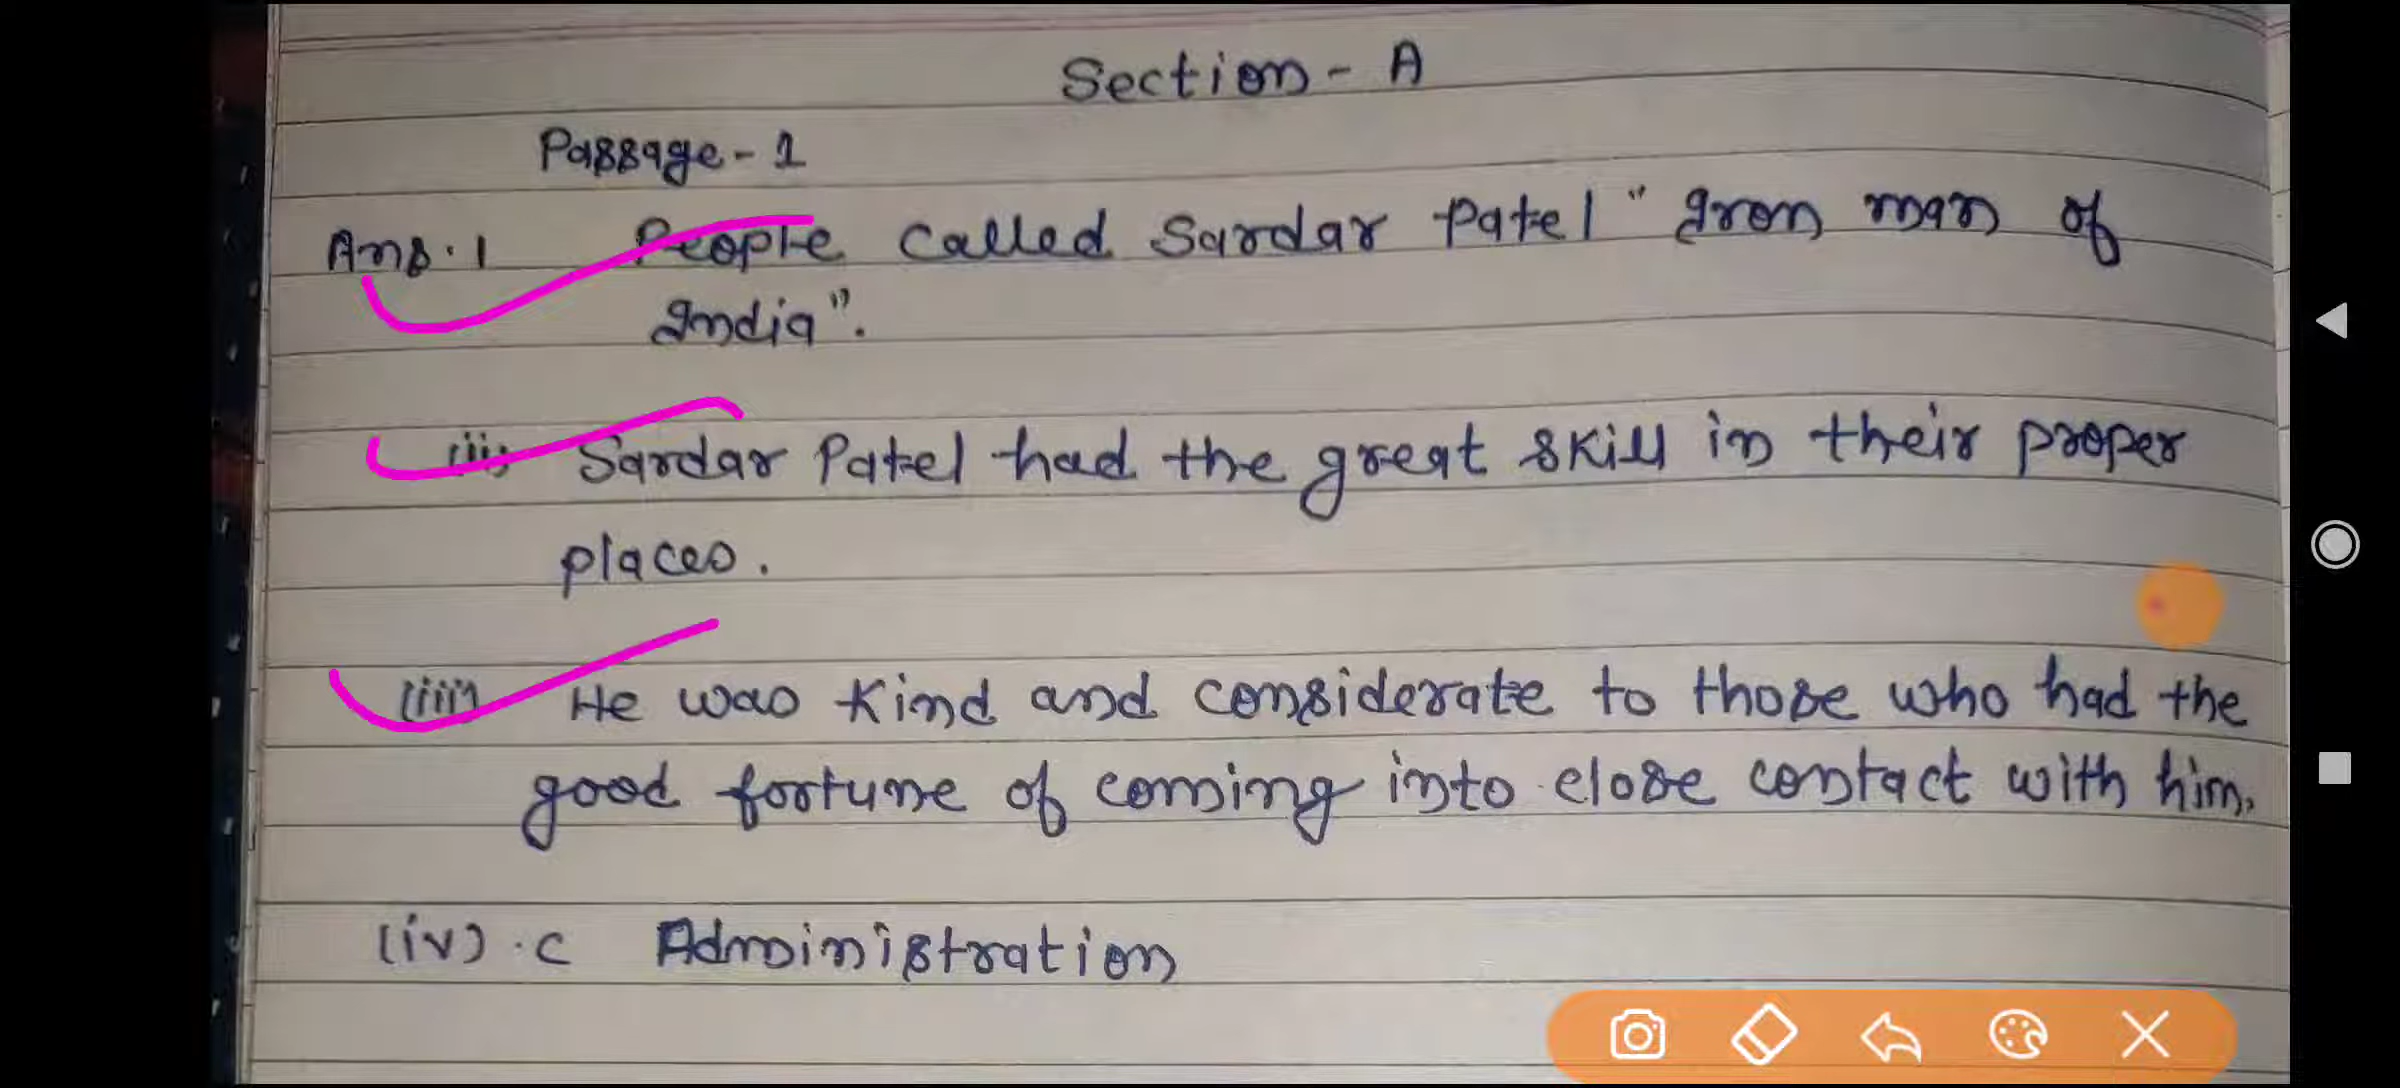 Section - A
Passage - 1
Ans. 1 People called Sardar Patel "Iron man of
India".
(ii) Sardar Patel had the great skill in their proper
places.
(iii) He was kind and considerate to those who had the
good fortune of coming into close contact with him.
(iv) . C Administration